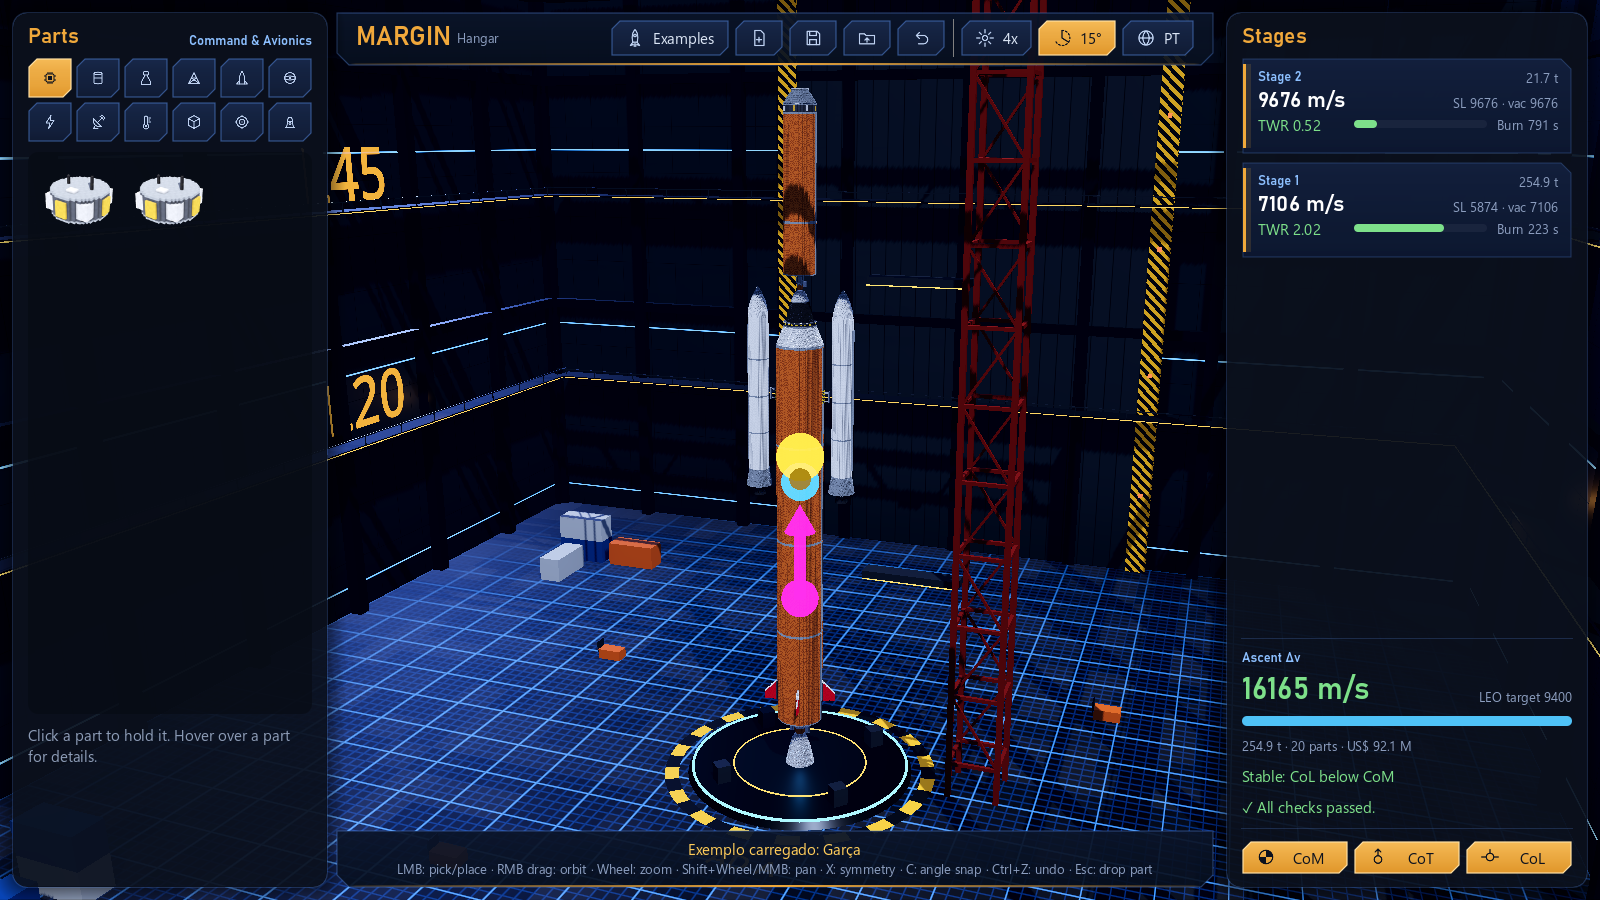 Parts
Command & Avionics
MARGIN Hangar
Examples
4x
15°
PT
Stages
Stage 2
21.7 t
9676 m/s
SL 9676 · vac 9676
TWR 0.52
Burn 791 s
Stage 1
254.9 t
7106 m/s
SL 5874 · vac 7106
TWR 2.02
Burn 223 s
45
20
Click a part to hold it. Hover over a part
for details.
Ascent Δv
16165 m/s
LEO target 9400
254.9 t · 20 parts · US$ 92.1 M
Stable: CoL below CoM
✓ All checks passed.
CoM
CoT
CoL
Exemplo carregado: Garça
LMB: pick/place · RMB drag: orbit · Wheel: zoom · Shift+Wheel/MMB: pan · X: symmetry · C: angle snap · Ctrl+Z: undo · Esc: drop part